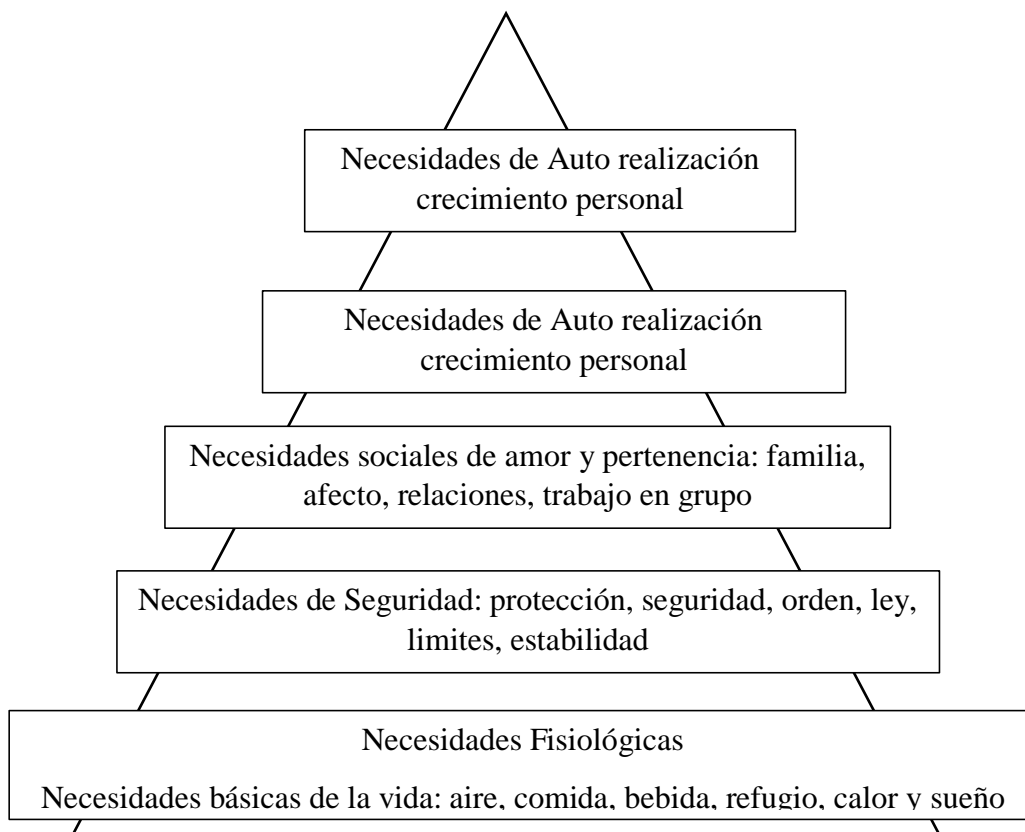 Necesidades de Auto realización
crecimiento personal
Necesidades de Auto realización
crecimiento personal
Necesidades sociales de amor y pertenencia: familia,
afecto, relaciones, trabajo en grupo
Necesidades de Seguridad: protección, seguridad, orden, ley,
limites, estabilidad
Necesidades Fisiológicas
Necesidades básicas de la vida: aire, comida, bebida, refugio, calor y sueño